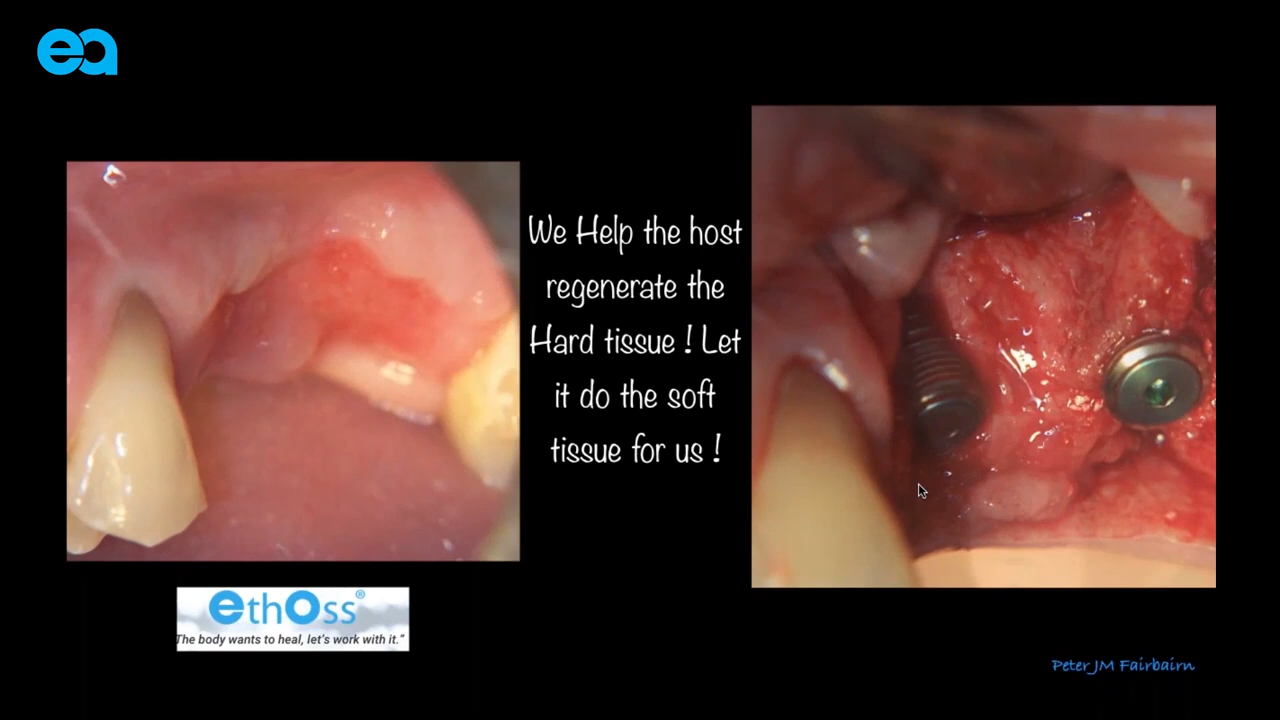 ea
We Help the host
regenerate the
Hard tissue ! Let
it do the soft
tissue for us !
ethOss®
The body wants to heal, let's work with it."
Peter JM Fairbairn